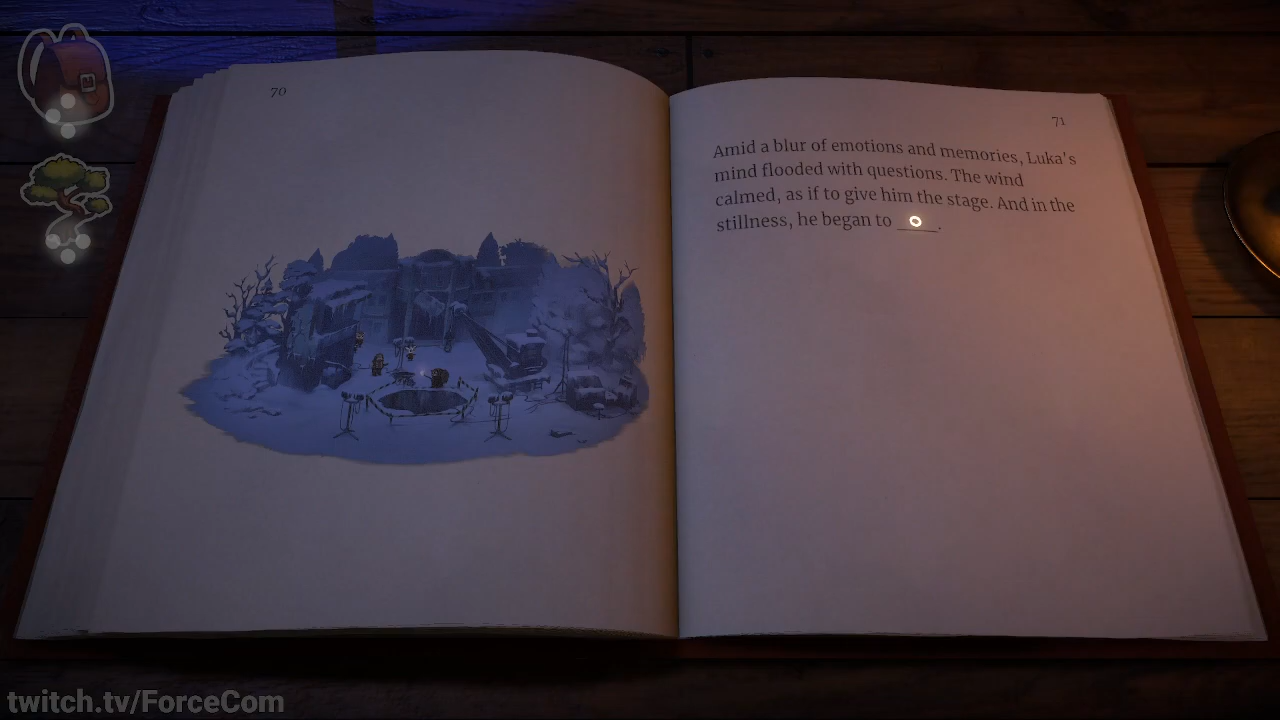 70
71
Amid a blur of emotions and memories, Luka's
mind flooded with questions. The wind
calmed, as if to give him the stage. And in the
stillness, he began to ____.
twitch.tv/ForceCom